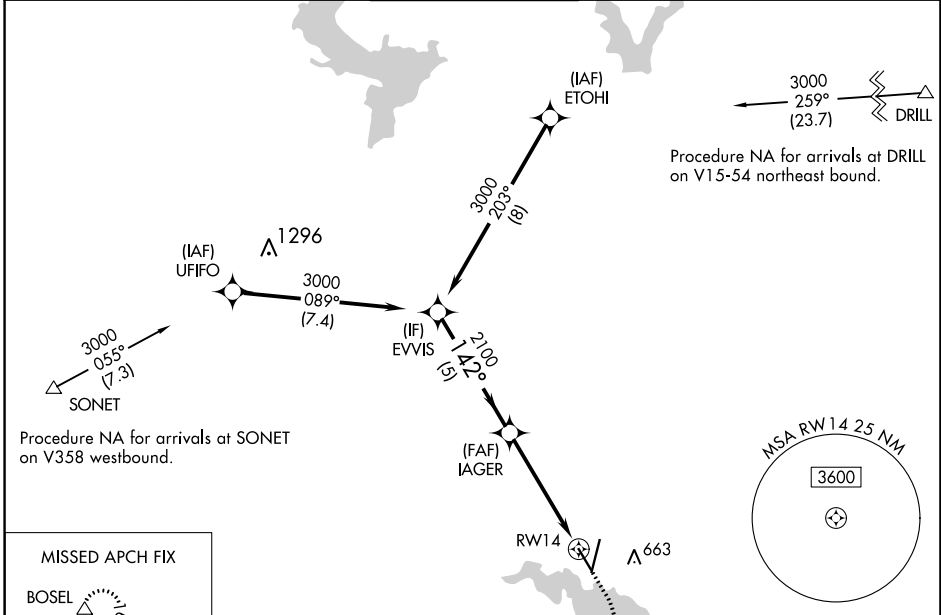 (IAF)
ETOHI
3000
259°
(23.7)
DRILL
Procedure NA for arrivals at DRILL
on V15-54 northeast bound.
3000
203°
(8)
1296
(IAF)
UFIFO
3000
089°
(7.4)
(IF)
EVVIS
2100
142°
(5)
3000
055°
(7.3)
SONET
Procedure NA for arrivals at SONET
on V358 westbound.
(FAF)
IAGER
MSA RW14 25 NM
3600
RW14
663
MISSED APCH FIX
BOSEL